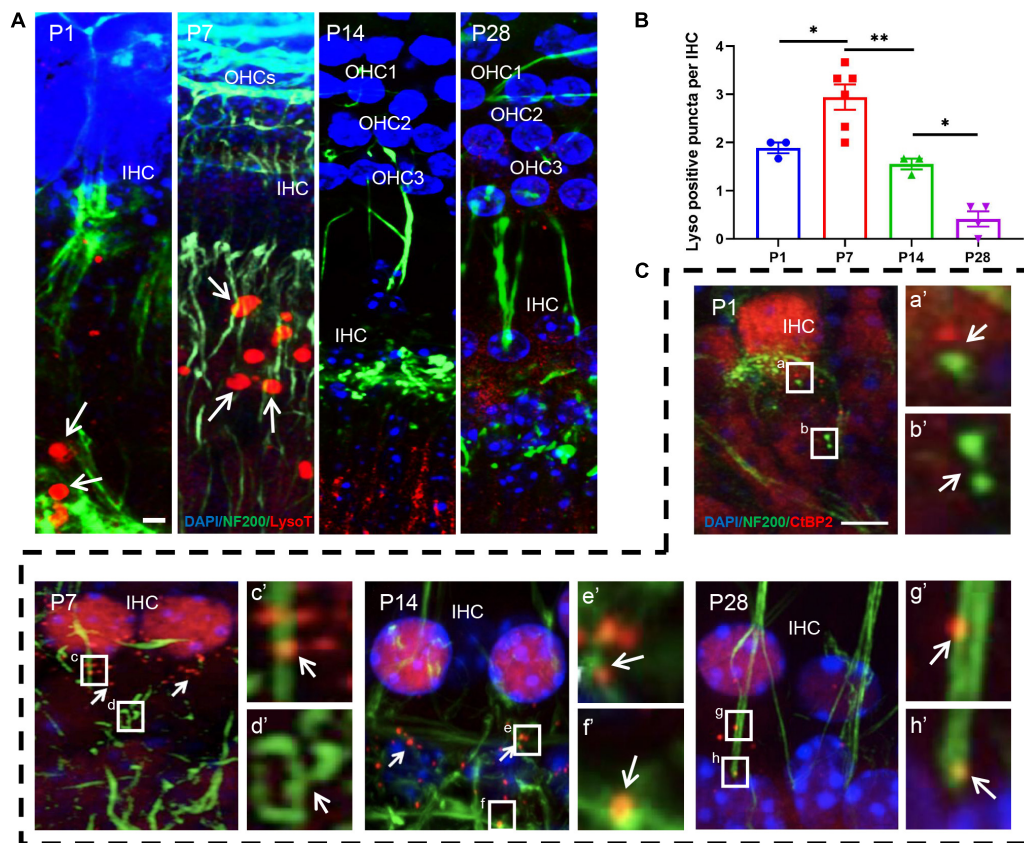 A
P1
P7
P14
P28
OHCs
OHC1
OHC1
OHC2
OHC2
OHC3
OHC3
IHC
IHC
IHC
IHC
DAPI/NF200/LysoT
B
Lyso positive puncta per IHC
4
3
2
1
0
*
**
*
P1
P7
P14
P28
C
P1
IHC
a
b
DAPI/NF200/CtBP2
a'
b'
P7
IHC
c
d
c'
d'
P14
IHC
e
f
e'
f'
P28
IHC
g
h
g'
h'